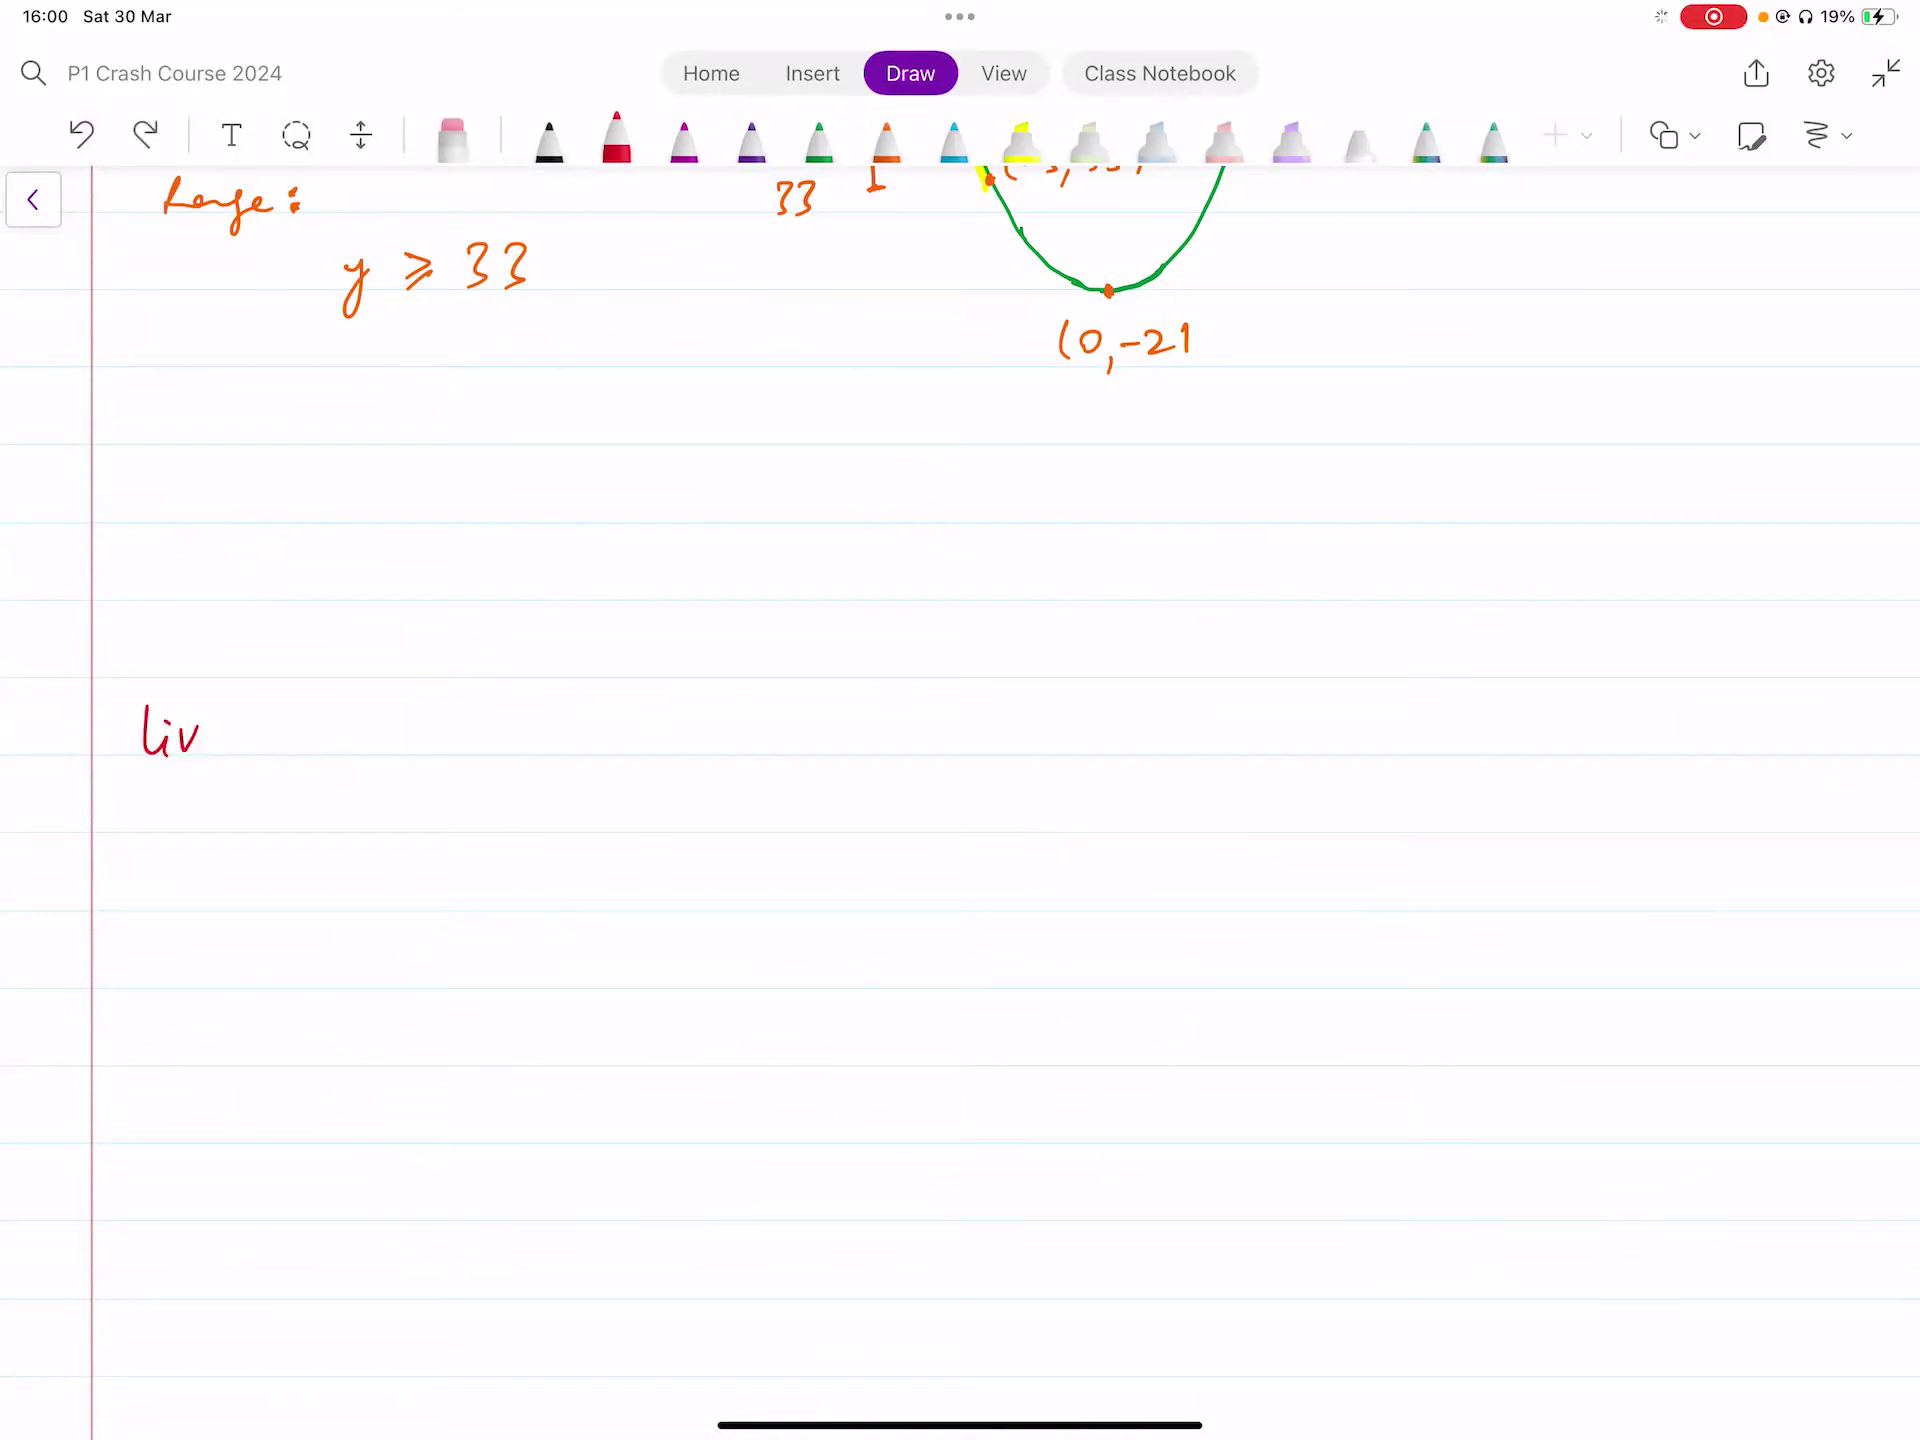 16:00 Sat 30 Mar 19%
P1 Crash Course 2024 Home Insert Draw View Class Notebook
T
Range:
33
y ≥ 33
(0,-21
Liv